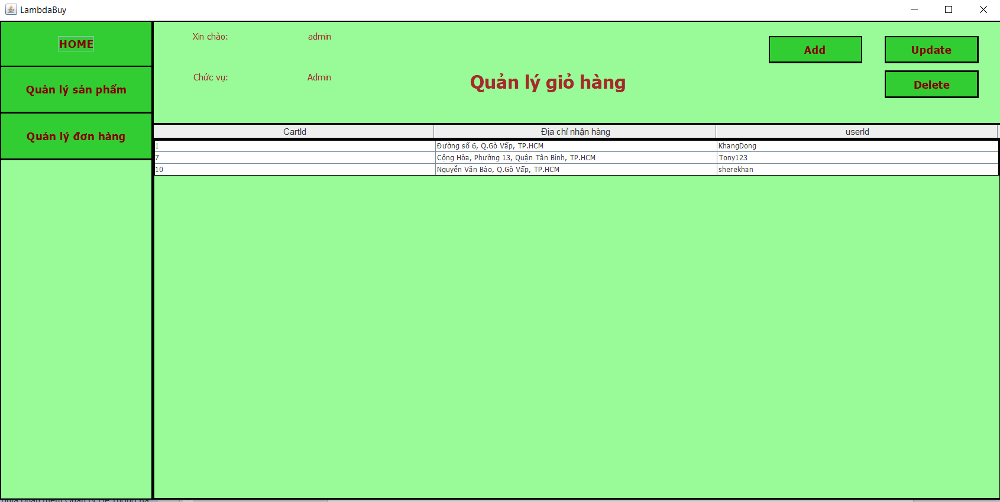 LambdaBuy
HOME
Quản lý sản phẩm
Quản lý đơn hàng
Xin chào: admin
Chức vụ: Admin
Quản lý giỏ hàng
Add Update
Delete
CartId Địa chỉ nhận hàng userId
1 Đường số 6, Q.Gò Vấp, TP.HCM KhangDong
7 Cộng Hòa, Phường 13, Quận Tân Bình, TP.HCM Tony123
10 Nguyễn Văn Bảo, Q.Gò Vấp, TP.HCM sherekhan